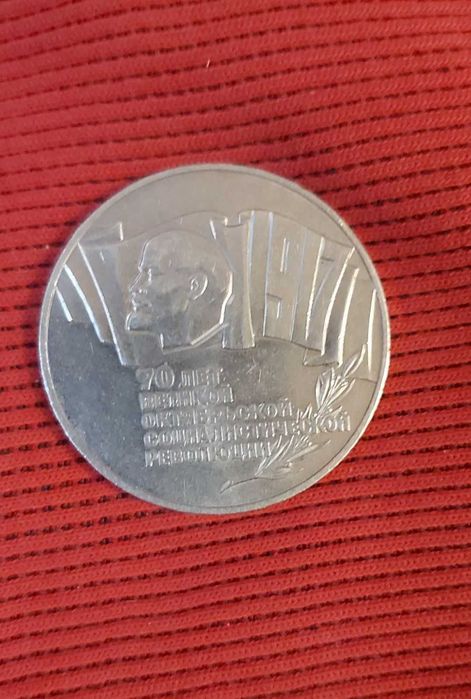 1917
70 ЛЕТ
ВЕЛИКОЙ
ОКТЯБРЬСКОЙ
СОЦИАЛИСТИЧЕСКОЙ
РЕВОЛЮЦИИ